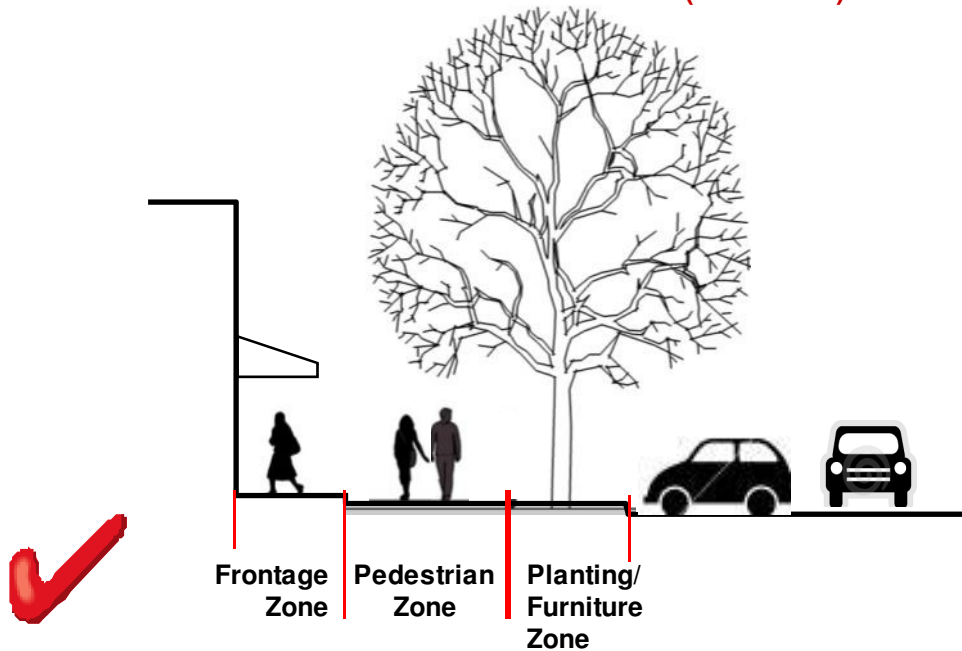 Frontage Zone
Pedestrian Zone
Planting/
Furniture
Zone